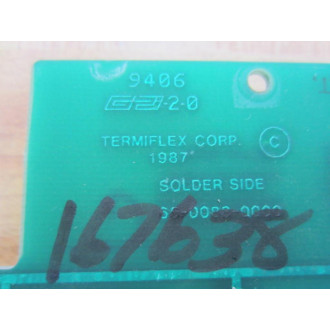 9406
-2-0
TERMIFLEX CORP. ©
1987
SOLDER SIDE
167638